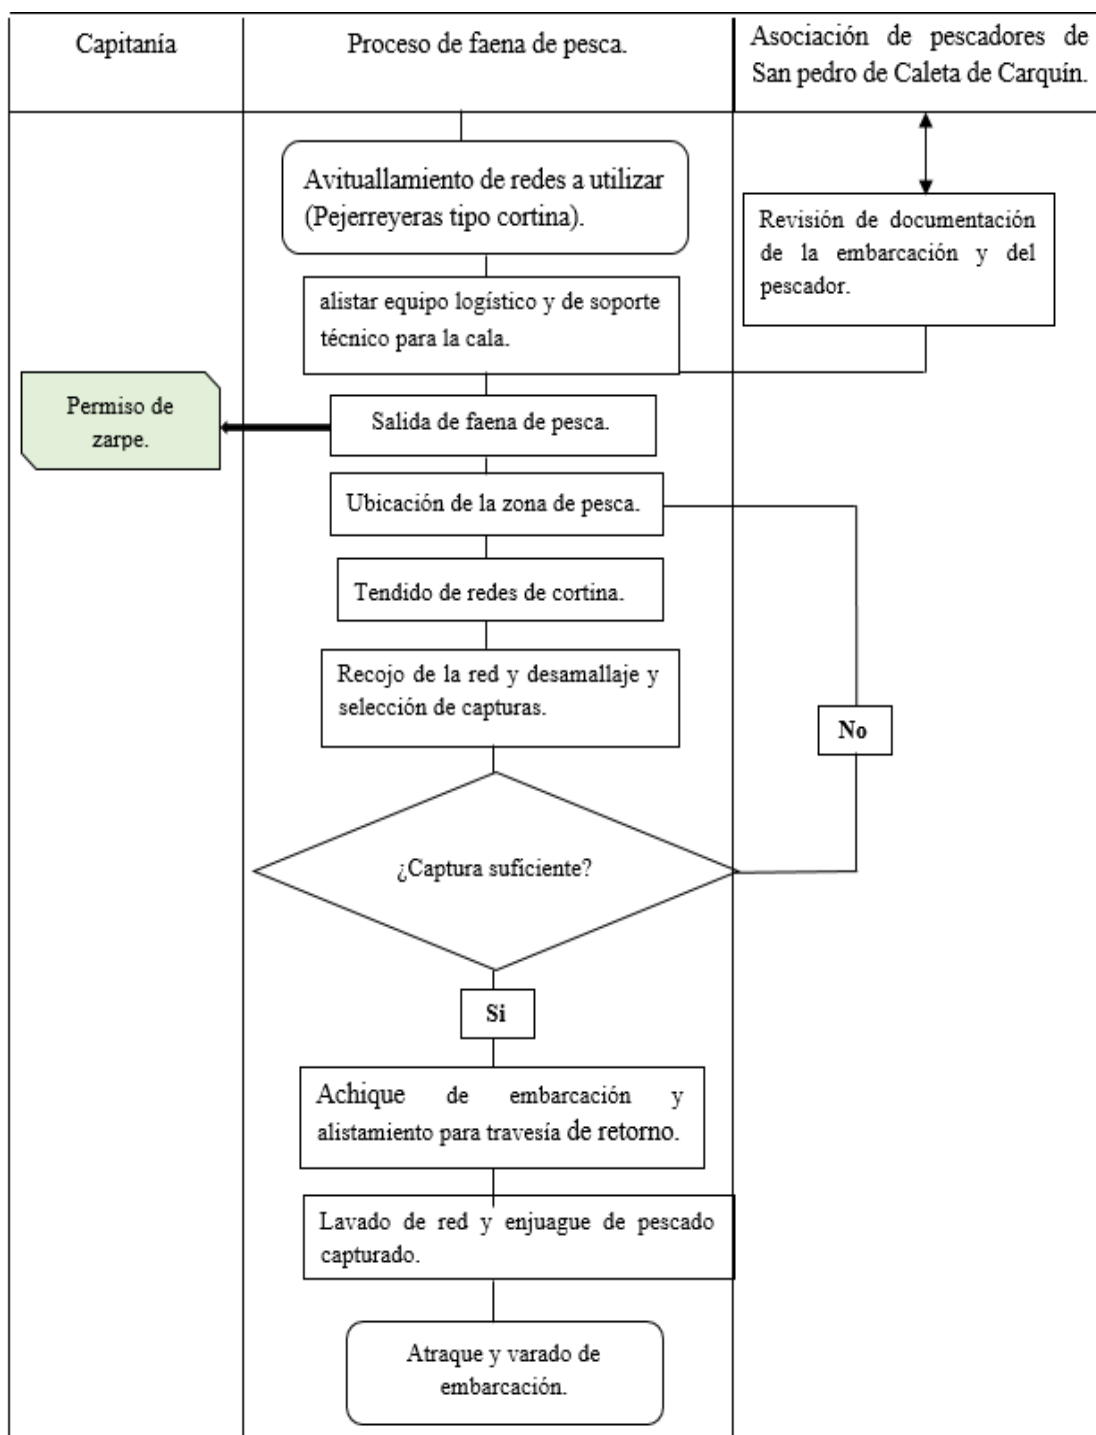 Capitanía
Proceso de faena de pesca.
Asociación de pescadores de
San pedro de Caleta de Carquín.
Avituallamiento de redes a utilizar
(Pejerreyeras tipo cortina).
Revisión de documentación
de la embarcación y del
pescador.
alistar equipo logístico y de soporte
técnico para la cala.
Permiso de
zarpe.
Salida de faena de pesca.
Ubicación de la zona de pesca.
Tendido de redes de cortina.
Recojo de la red y desamallaje y
selección de capturas.
No
¿Captura suficiente?
Si
Achique de embarcación y
alistamiento para travesía de retorno.
Lavado de red y enjuague de pescado
capturado.
Atraque y varado de
embarcación.